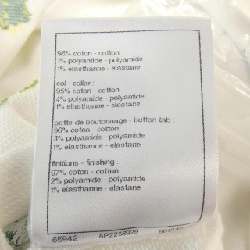 98% coton - cotton
1% polyamide - polyamide
1% elasthanne - elastane
col - collar :
95% coton - cotton
4% polyamide - polyamide
1% elasthanne - elastane
patte de boutonnage - button tab :
96% coton - cotton
3% polyamide - polyamide
1% elasthanne - elastane
finitions - finishing :
97% coton - cotton
2% polyamide - polyamide
1% elasthanne - elastane
65942